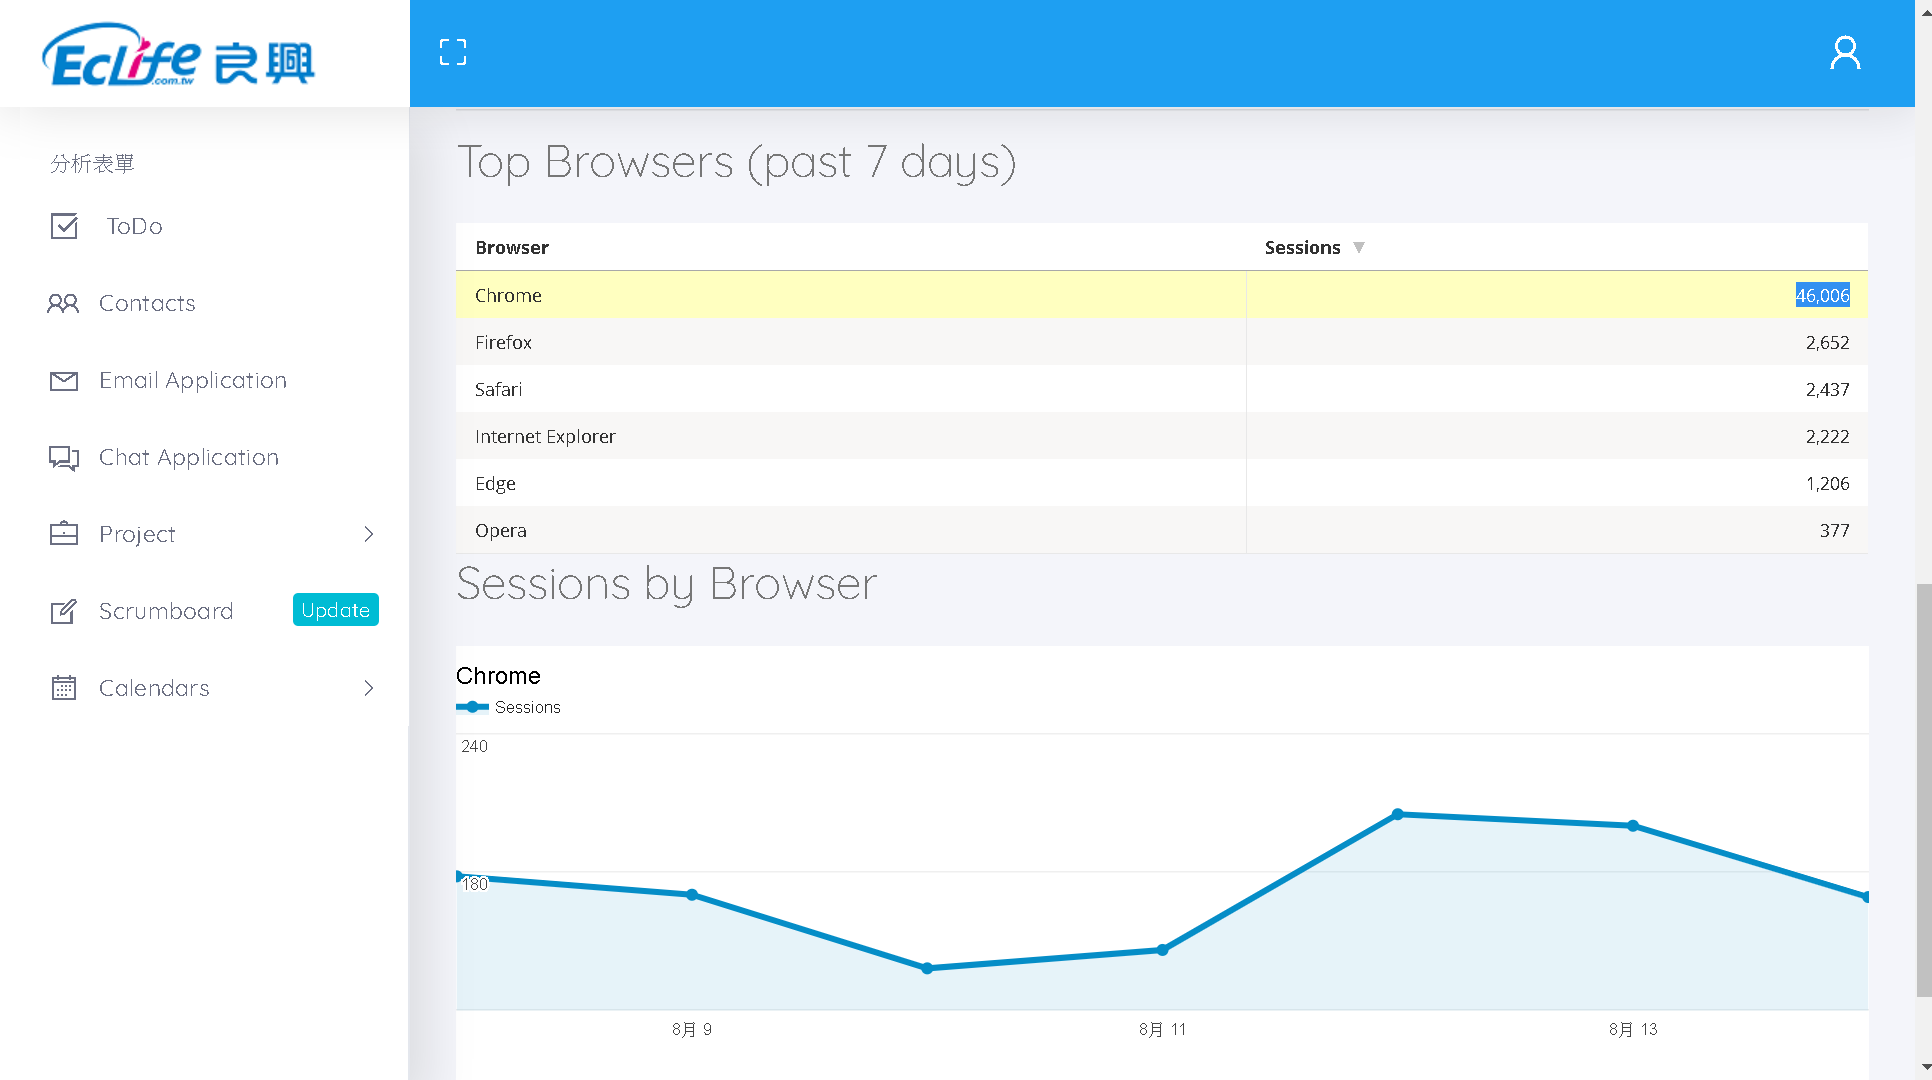 EcLife.com.tw 良興
分析表單
ToDo
Contacts
Email Application
Chat Application
Project
Scrumboard Update
Calendars
Top Browsers (past 7 days)
Browser Sessions ▼
Chrome 46,006
Firefox 2,652
Safari 2,437
Internet Explorer 2,222
Edge 1,206
Opera 377
Sessions by Browser
Chrome
Sessions
240
180
8月 9 8月 11 8月 13